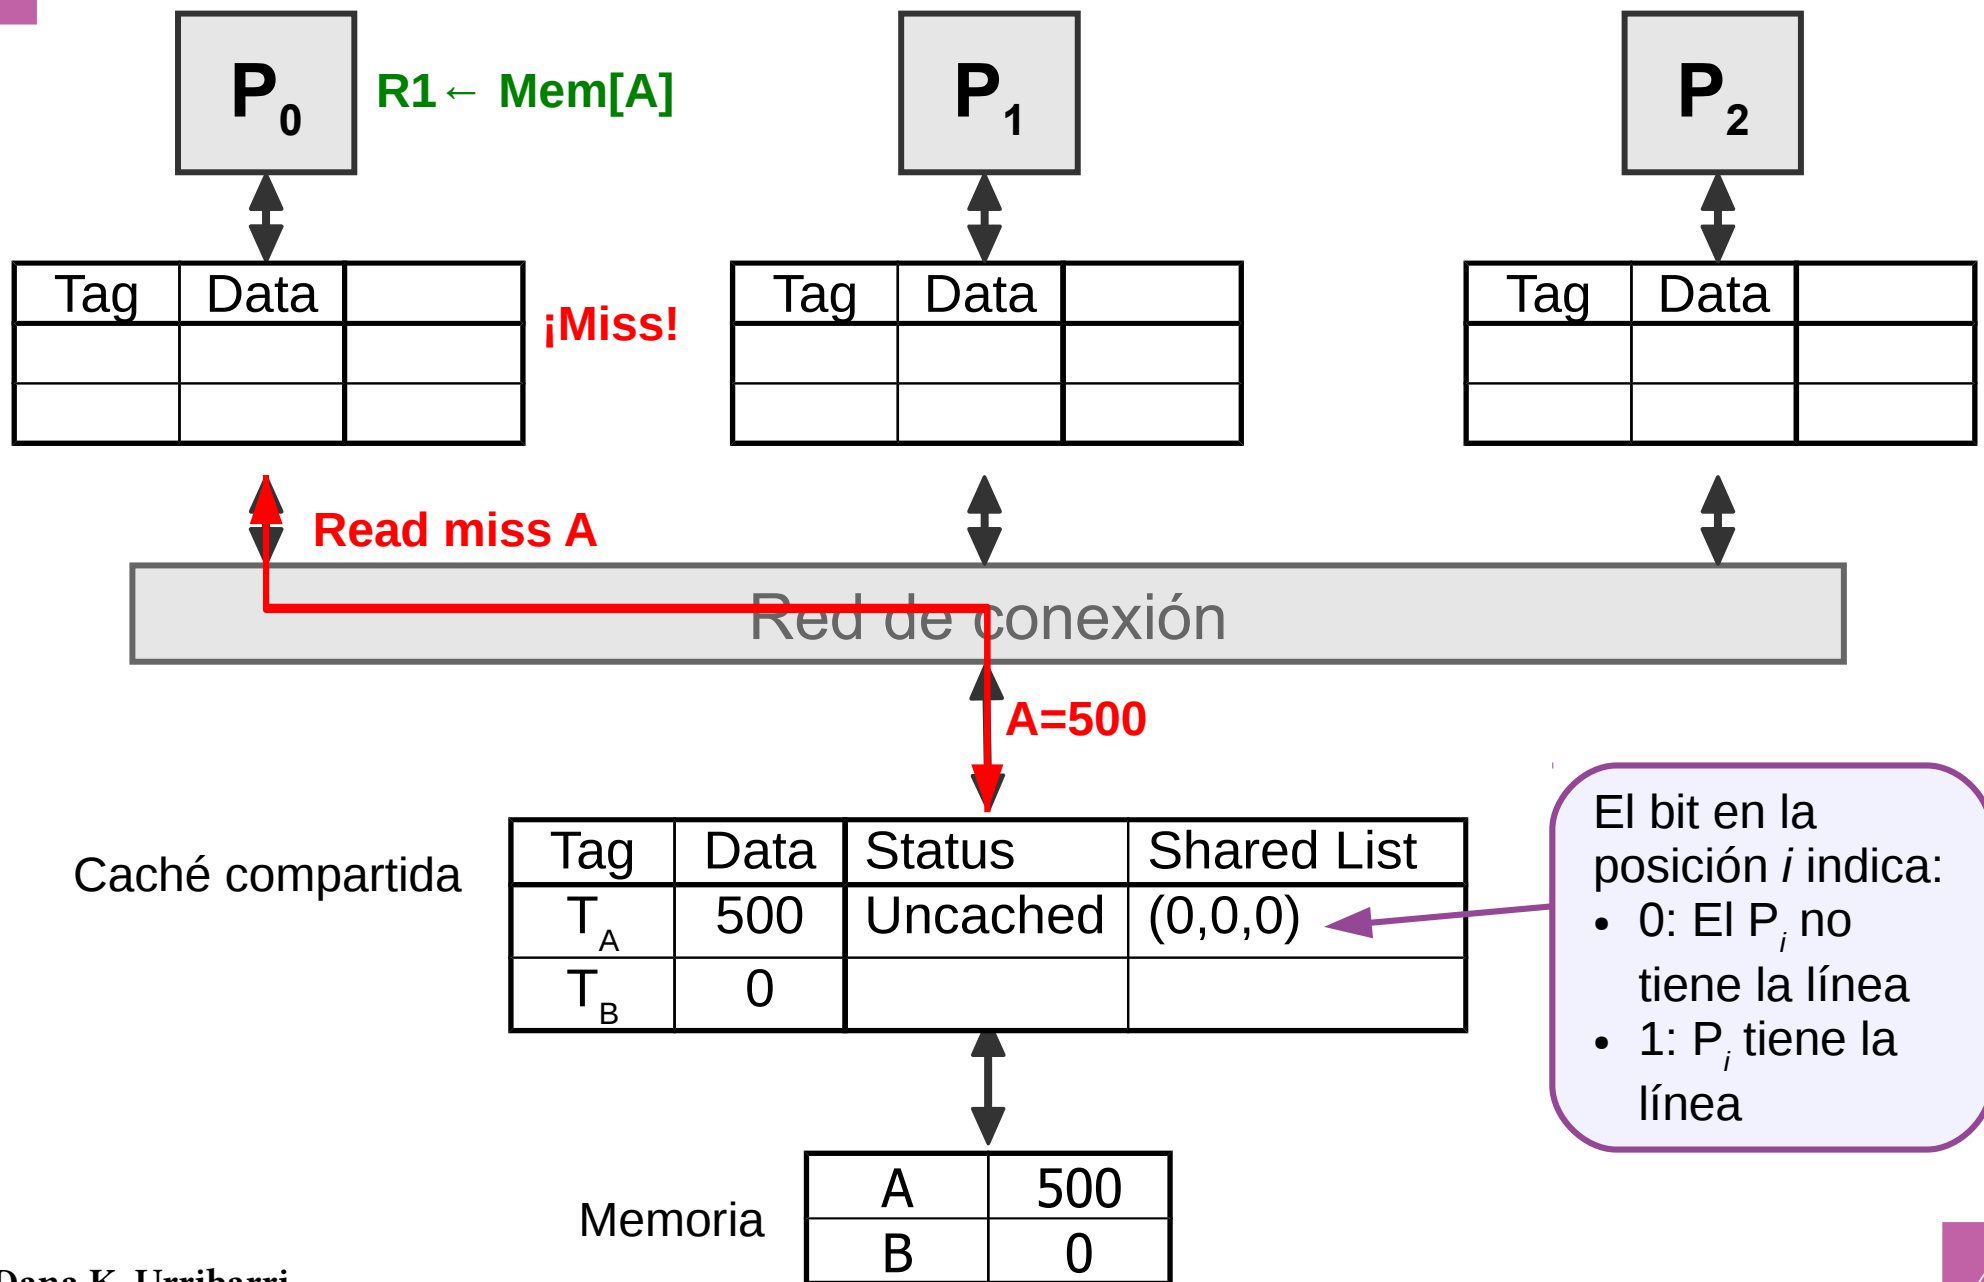 P0 R1← Mem[A] P1 P2
Tag Data Tag Data Tag Data
¡Miss!
Read miss A
Red de conexión
A=500
Caché compartida
Tag Data Status Shared List
TA 500 Uncached (0,0,0)
TB 0
El bit en la
posición i indica:
• 0: El Pi no
tiene la línea
• 1: Pi tiene la
línea
Memoria
A 500
B 0
Dana K. Urribarri